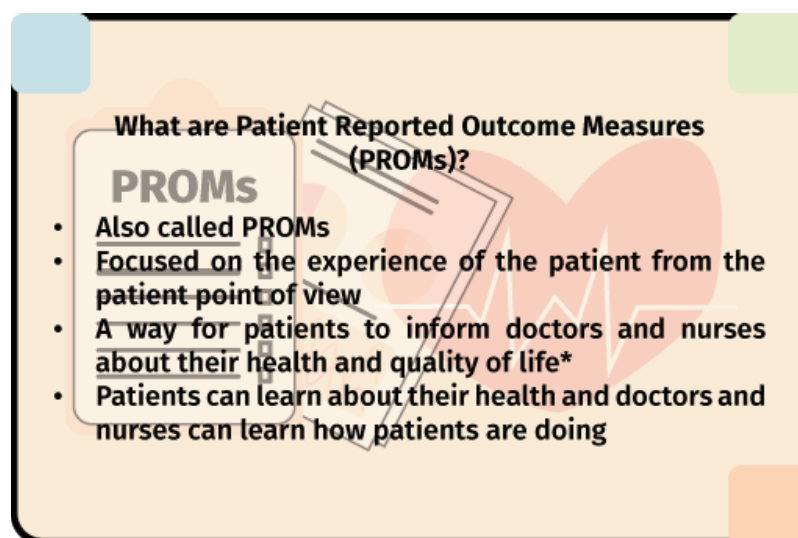 What are Patient Reported Outcome Measures
(PROMs)?
PROMs
• Also called PROMs
• Focused on the experience of the patient from the
patient point of view
• A way for patients to inform doctors and nurses
about their health and quality of life*
• Patients can learn about their health and doctors and
nurses can learn how patients are doing